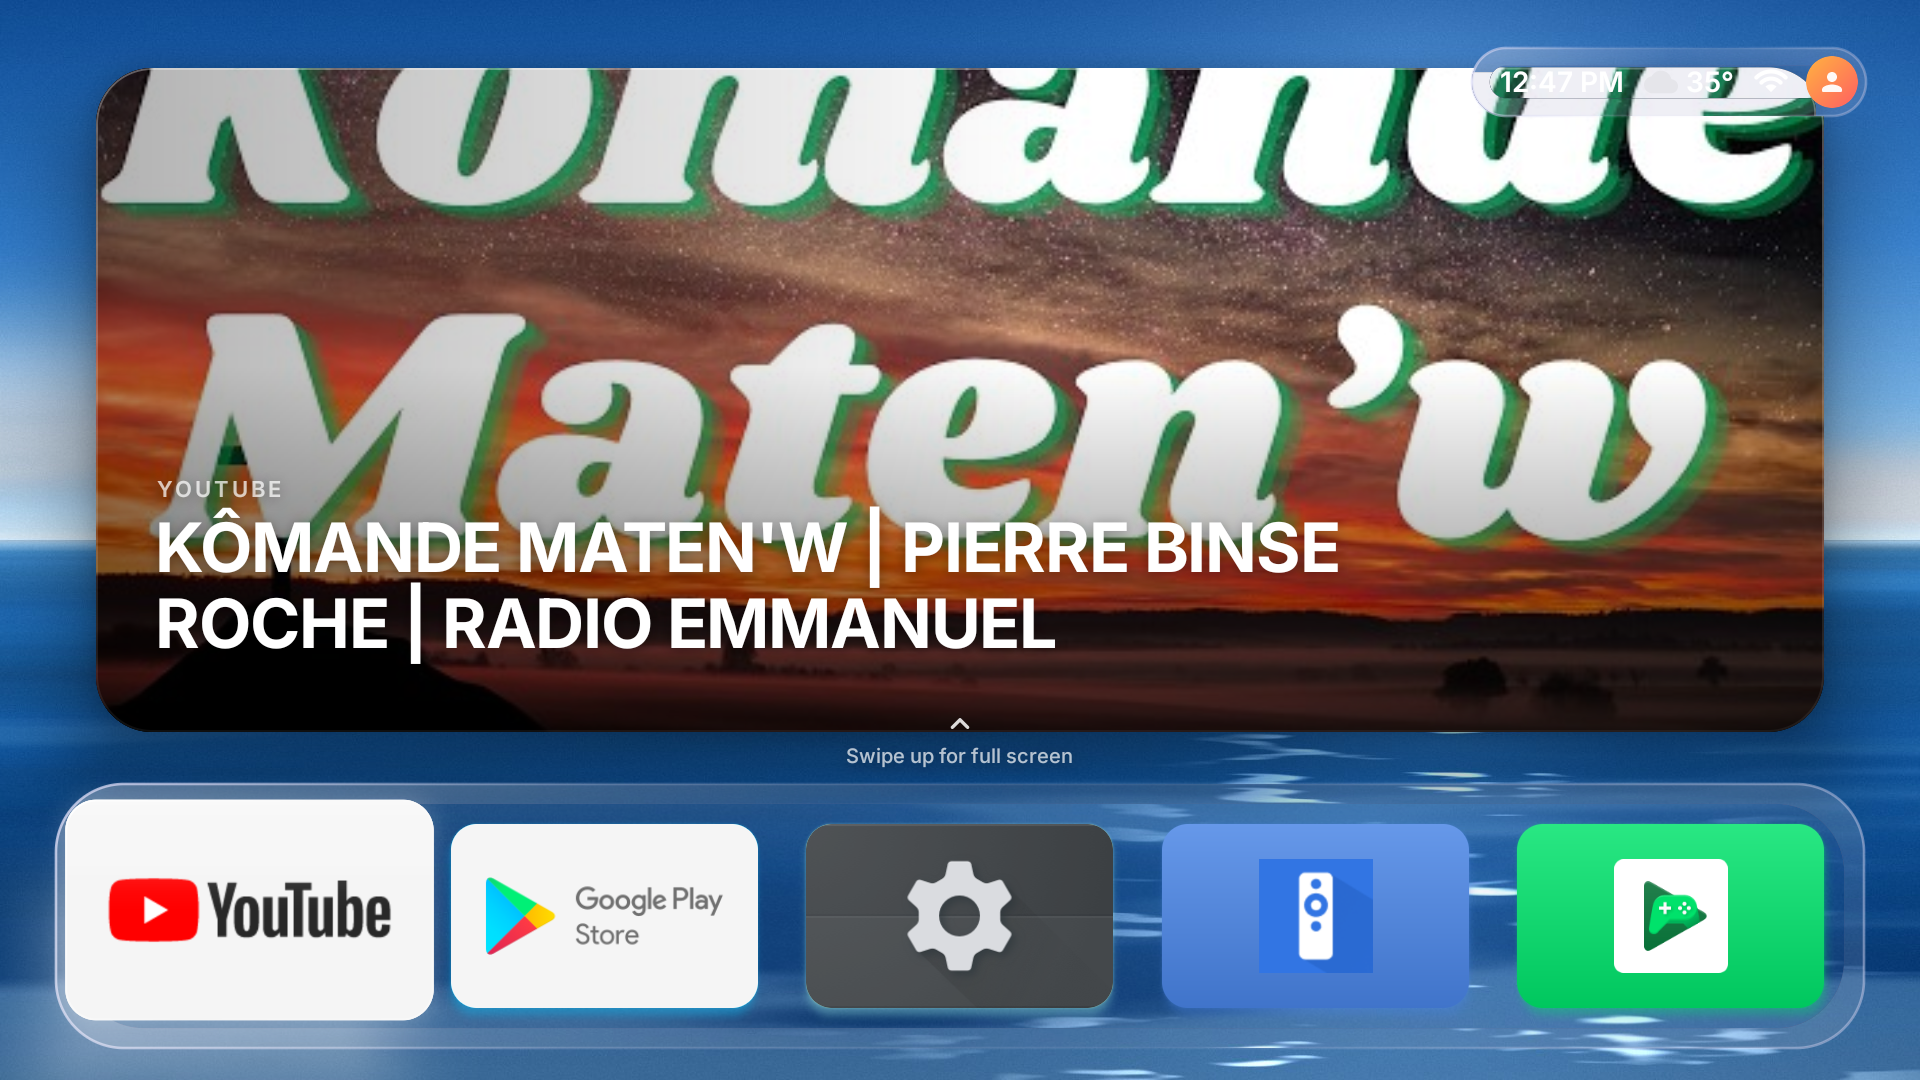 Kômande
12:47 PM 35°
Maten'w
YOUTUBE
KÔMANDE MATEN'W | PIERRE BINSE
ROCHE | RADIO EMMANUEL
Swipe up for full screen
YouTube
Google Play
Store